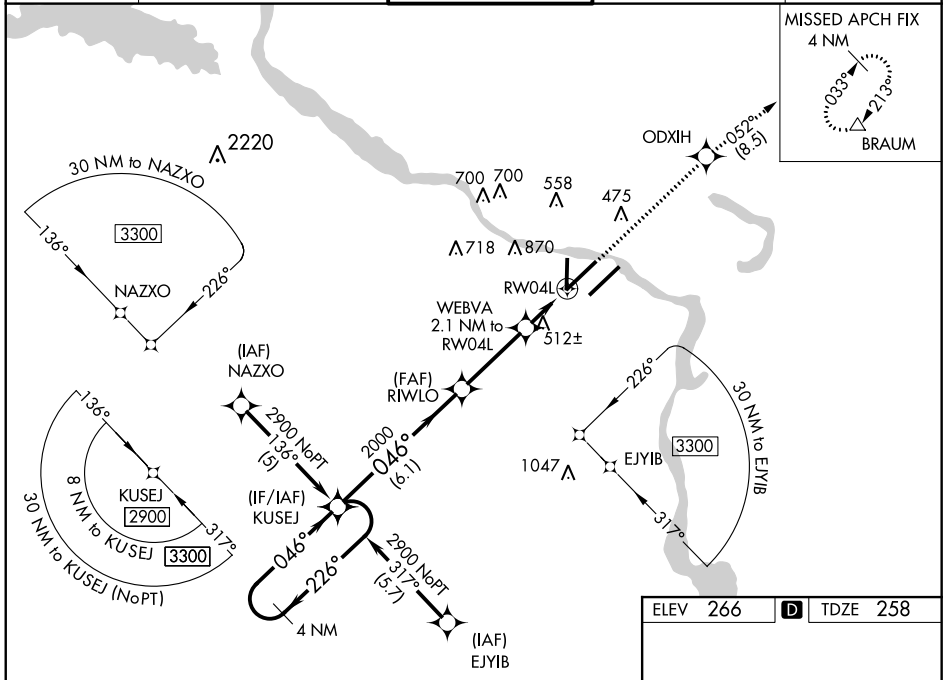 MISSED APCH FIX
4 NM
033°
213°
BRAUM
ODXIH
052°
(8.5)
2220
30 NM to NAZXO
3300
136°
226°
NAZXO
700
700
558
475
718
870
RW04L
WEBVA
2.1 NM to
RW04L
512±
(IAF)
NAZXO
(FAF)
RIWLO
2900 NoPT
136°
(5)
2000
046°
(6.1)
226°
30 NM to EJYIB
3300
EJYIB
317°
1047
136°
KUSEJ
2900
8 NM to KUSEJ
3300
317°
30 NM to KUSEJ (NoPT)
(IF/IAF)
KUSEJ
046°
226°
4 NM
2900 NoPT
317°
(5.7)
(IAF)
EJYIB
ELEV 266
D
TDZE 258